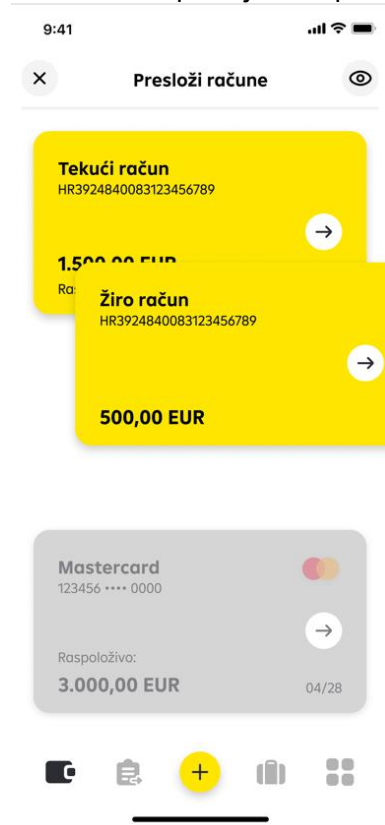 9:41
Presloži račune
Tekući račun
HR3924840083123456789
Žiro račun
HR3924840083123456789
500,00 EUR
Mastercard
123456 •••• 0000
Raspoloživo:
3.000,00 EUR
04/28